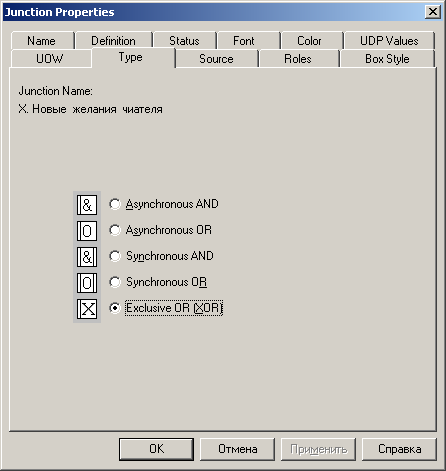 Junction Properties
Name Definition Status Font Color UDP Values
UOW Type Source Roles Box Style
Junction Name:
X. Новые желания чиателя
& Asynchronous AND
O Asynchronous OR
& Synchronous AND
O Synchronous OR
X Exclusive OR (XOR)
OK Отмена Применить Справка